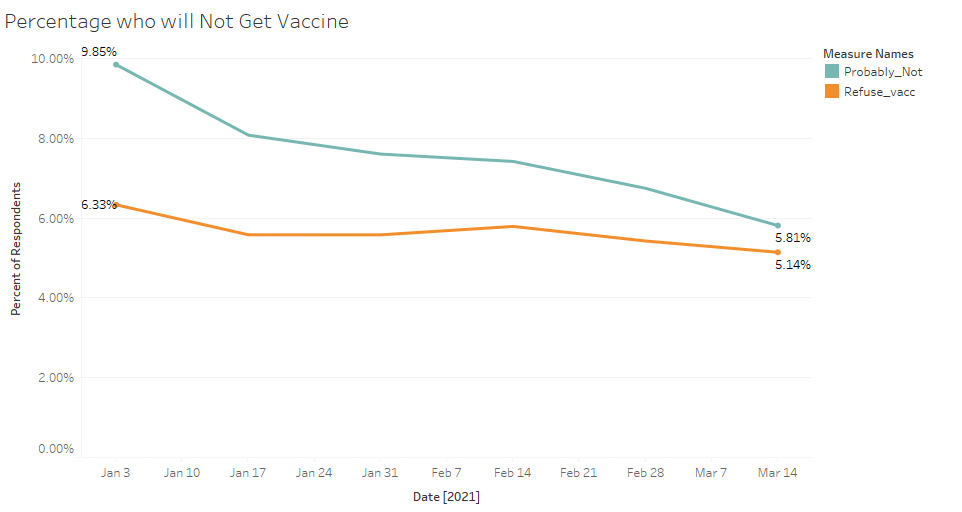 Percentage who will Not Get Vaccine
Measure Names
Probably_Not
Refuse_vacc
Percent of Respondents
10.00%
8.00%
6.00%
4.00%
2.00%
0.00%
9.85%
6.33%
5.81%
5.14%
Jan 3 Jan 10 Jan 17 Jan 24 Jan 31 Feb 7 Feb 14 Feb 21 Feb 28 Mar 7 Mar 14
Date [2021]